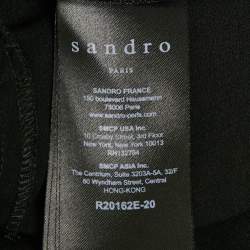 sandro
PARIS
SANDRO FRANCE
150 boulevard Haussmann
75008 Paris
www.sandro-paris.com
SMCP USA Inc.
10 Crosby Street, 3rd Floor
New York, New York 10013
RN132704
SMCP ASIA Inc.
The Centrium, Suite 3203A-5A, 32/F
60 Wyndham Street, Central
HONG-KONG
R20162E-20